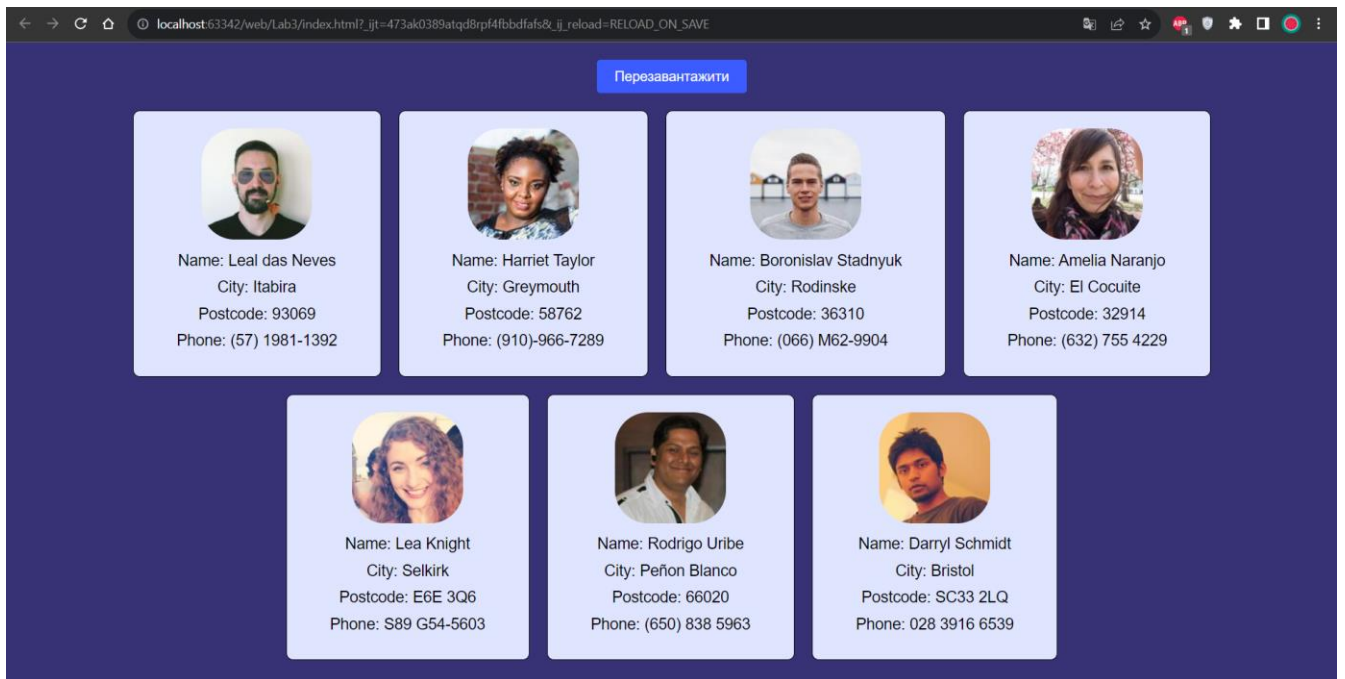 localhost:63342/web/Lab3/index.html?_ijt=473ak0389atqd8rpf4fbbdfafs&_ij_reload=RELOAD_ON_SAVE
ABP
1
Перезавантажити
Name: Leal das Neves
City: Itabira
Postcode: 93069
Phone: (57) 1981-1392
Name: Harriet Taylor
City: Greymouth
Postcode: 58762
Phone: (910)-966-7289
Name: Boronislav Stadnyuk
City: Rodinske
Postcode: 36310
Phone: (066) M62-9904
Name: Amelia Naranjo
City: El Cocuite
Postcode: 32914
Phone: (632) 755 4229
Name: Lea Knight
City: Selkirk
Postcode: E6E 3Q6
Phone: S89 G54-5603
Name: Rodrigo Uribe
City: Peñon Blanco
Postcode: 66020
Phone: (650) 838 5963
Name: Darryl Schmidt
City: Bristol
Postcode: SC33 2LQ
Phone: 028 3916 6539